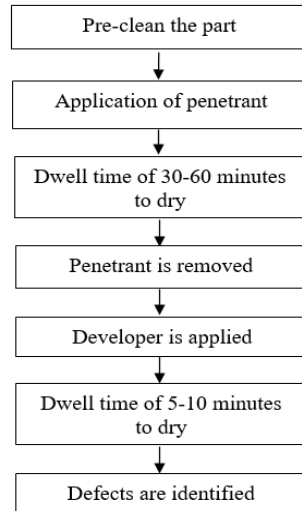 Pre-clean the part
Application of penetrant
Dwell time of 30-60 minutes
to dry
Penetrant is removed
Developer is applied
Dwell time of 5-10 minutes
to dry
Defects are identified